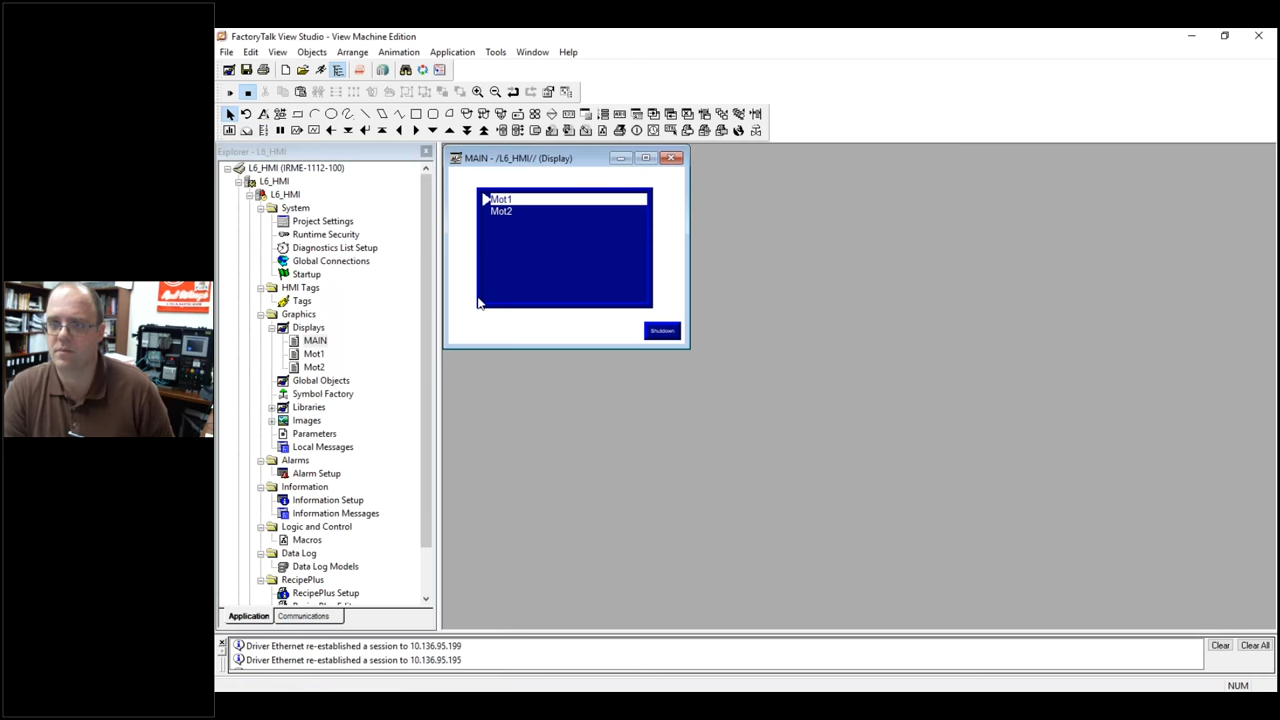 FactoryTalk View Studio - View Machine Edition
File Edit View Objects Arrange Animation Application Tools Window Help
Explorer - L6_HMI
L6_HMI (IRME-1112-100)
L6_HMI
L6_HMI
System
Project Settings
Runtime Security
Diagnostics List Setup
Global Connections
Startup
HMI Tags
Tags
Graphics
Displays
MAIN
Mot1
Mot2
Global Objects
Symbol Factory
Libraries
Images
Parameters
Local Messages
Alarms
Alarm Setup
Information
Information Setup
Information Messages
Logic and Control
Macros
Data Log
Data Log Models
RecipePlus
RecipePlus Setup
Application Communications
MAIN - /L6_HMI// (Display)
Mot1
Mot2
Shutdown
Driver Ethernet re-established a session to 10.136.95.199
Driver Ethernet re-established a session to 10.136.95.195
Clear Clear All
NUM